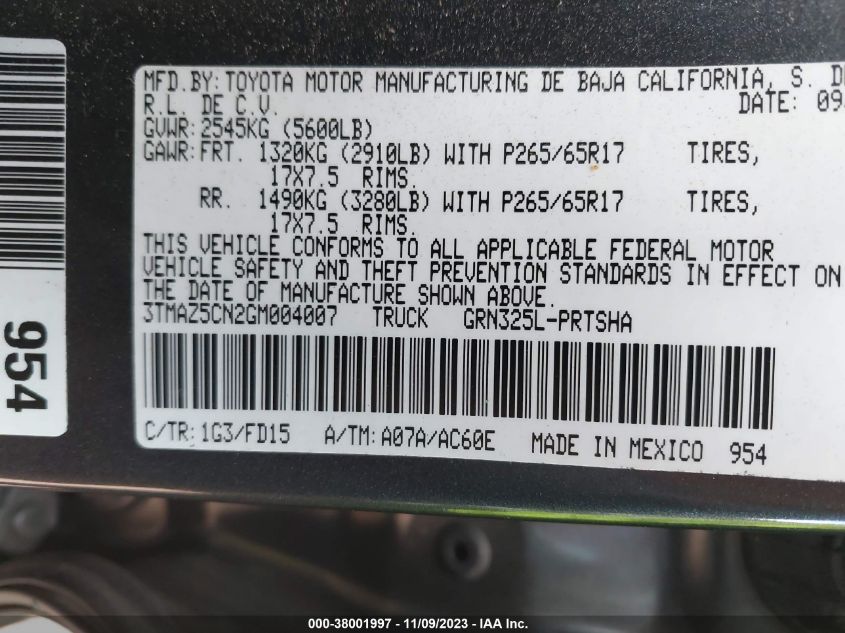 MFD.BY: TOYOTA MOTOR MANUFACTURING DE BAJA CALIFORNIA, S. DE
R.L. DE C.V. DATE: 09
GVWR: 2545KG (5600LB)
GAWR: FRT. 1320KG (2910LB) WITH P265/65R17 TIRES,
17X7.5 RIMS.
RR. 1490KG (3280LB) WITH P265/65R17 TIRES,
17X7.5 RIMS.
THIS VEHICLE CONFORMS TO ALL APPLICABLE FEDERAL MOTOR
VEHICLE SAFETY AND THEFT PREVENTION STANDARDS IN EFFECT ON
THE DATE OF MANUFACTURE SHOWN ABOVE.
3TMAZ5CN2GM004007 TRUCK GRN325L-PRTSHA
C/TR: 1G3/FD15 A/TM: A07A/AC60E MADE IN MEXICO 954
954
000-38001997 - 11/09/2023 - IAA Inc.